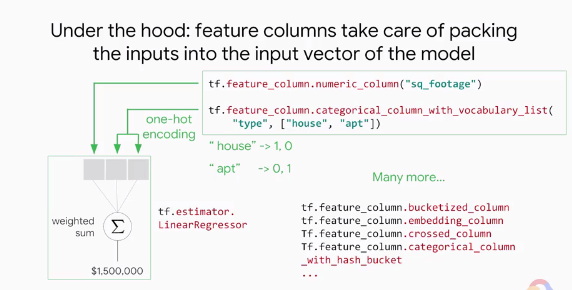 Under the hood: feature columns take care of packing
the inputs into the input vector of the model
tf.feature_column.numeric_column("sq_footage")
tf.feature_column.categorical_column_with_vocabulary_list(
"type", ["house", "apt"])
one-hot
encoding
“ house” -> 1, 0
“ apt” -> 0, 1
weighted
sum
Σ
$1,500,000
tf.estimator.
LinearRegressor
Many more...
tf.feature_column.bucketized_column
tf.feature_column.embedding_column
Tf.feature_column.crossed_column
Tf.feature_column.categorical_column
_with_hash_bucket
...